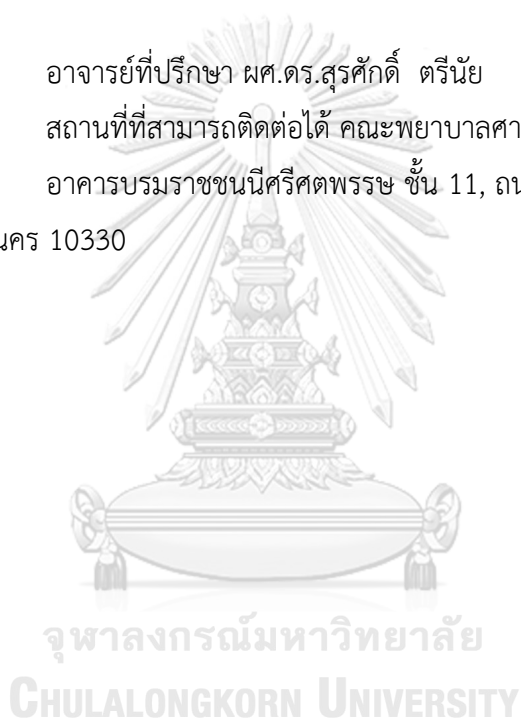 อาจารย์ที่ปรึกษา ผศ.ดร.สุรศักดิ์ ตรีนัย
สถานที่ที่สามารถติดต่อได้ คณะพยาบาลศา
อาคารบรมราชชนนีศรีศตพรรษ ชั้น 11, ถน
นคร 10330
จุฬาลงกรณ์มหาวิทยาลัย
CHULALONGKORN UNIVERSITY